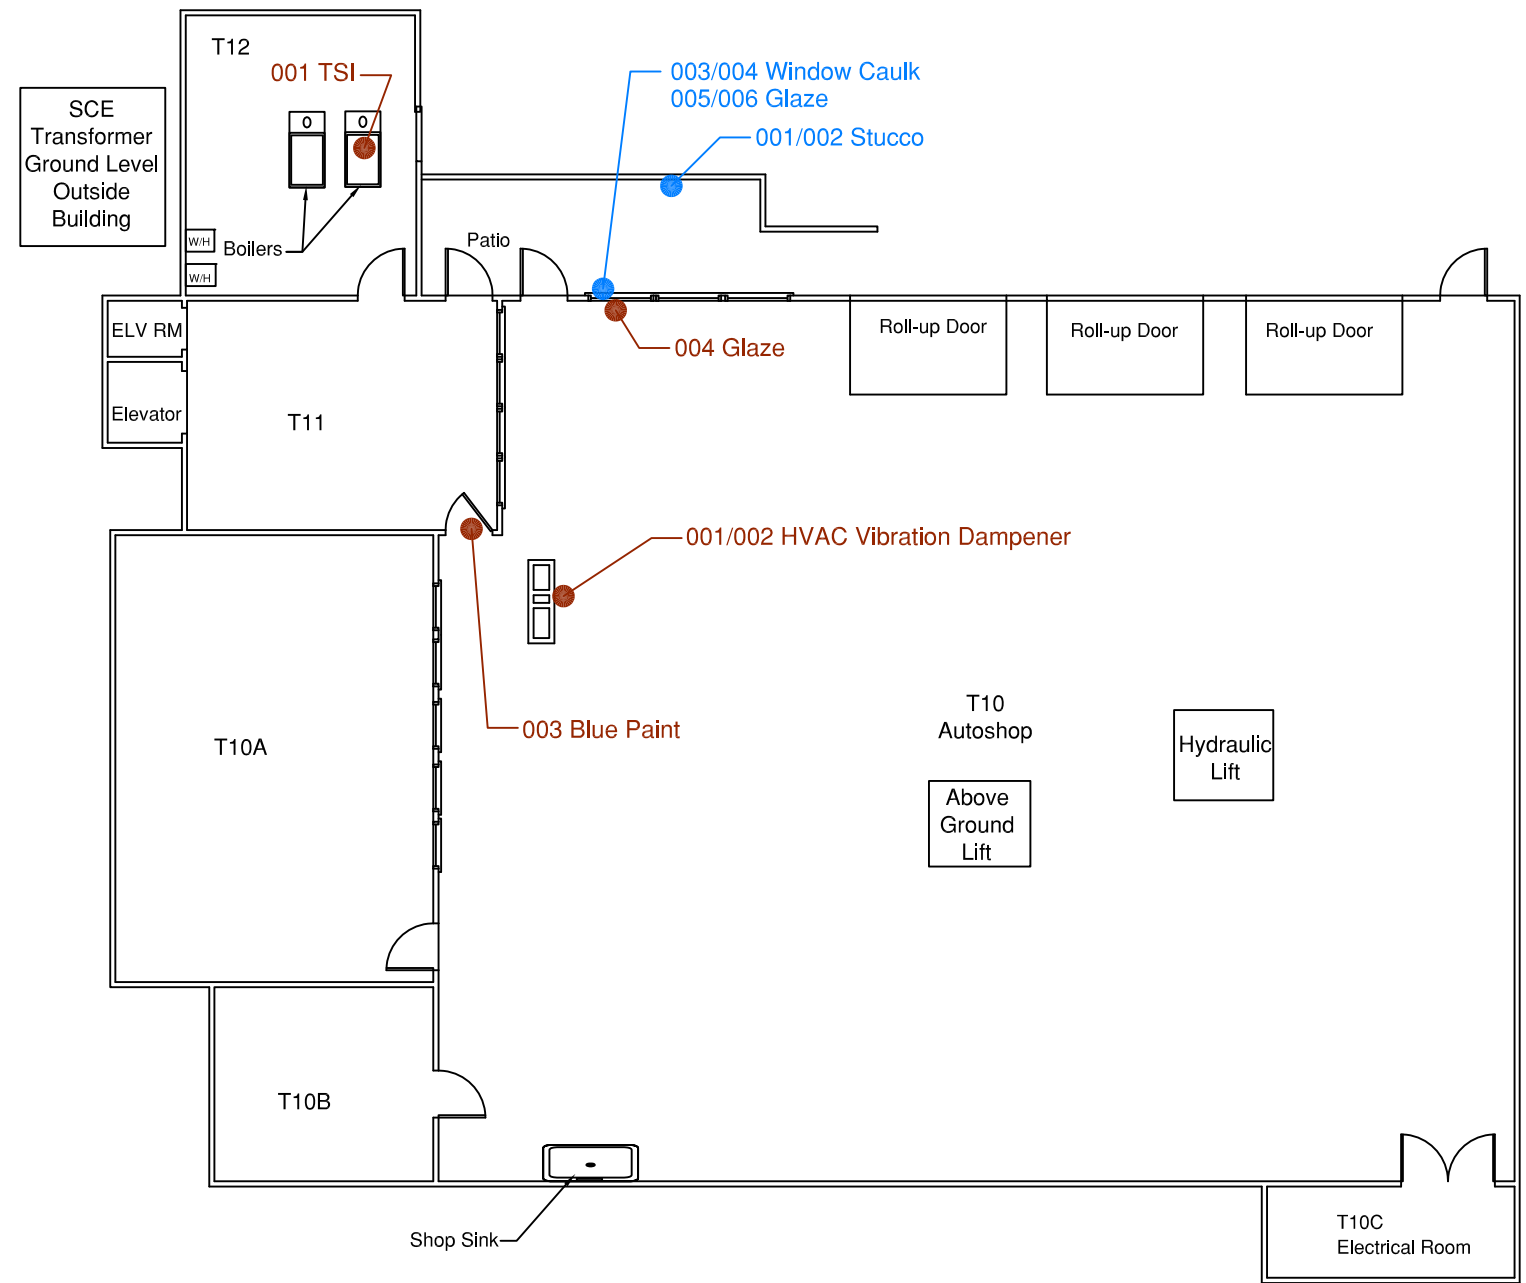 T12
001 TSI
003/004 Window Caulk
005/006 Glaze
001/002 Stucco
SCE
Transformer
Ground Level
Outside
Building
W/H
W/H
Boilers
Patio
ELV RM
Elevator
T11
004 Glaze
Roll-up Door
Roll-up Door
Roll-up Door
001/002 HVAC Vibration Dampener
003 Blue Paint
T10A
T10
Autoshop
Hydraulic
Lift
Above
Ground
Lift
T10B
Shop Sink
T10C
Electrical Room